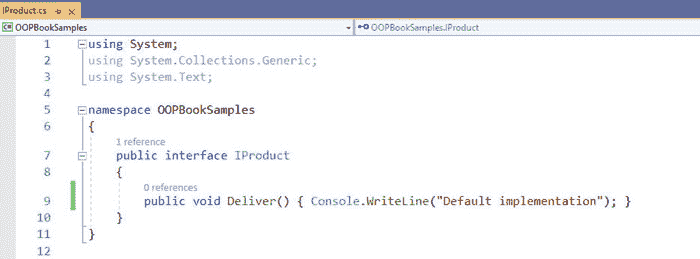 IProduct.cs
OOPBookSamples OOPBookSamples.IProduct
1 using System;
2 using System.Collections.Generic;
3 using System.Text;
4
5 namespace OOPBookSamples
6 {
1 reference
7 public interface IProduct
8 {
0 references
9 public void Deliver() { Console.WriteLine("Default implementation"); }
10 }
11 }
12